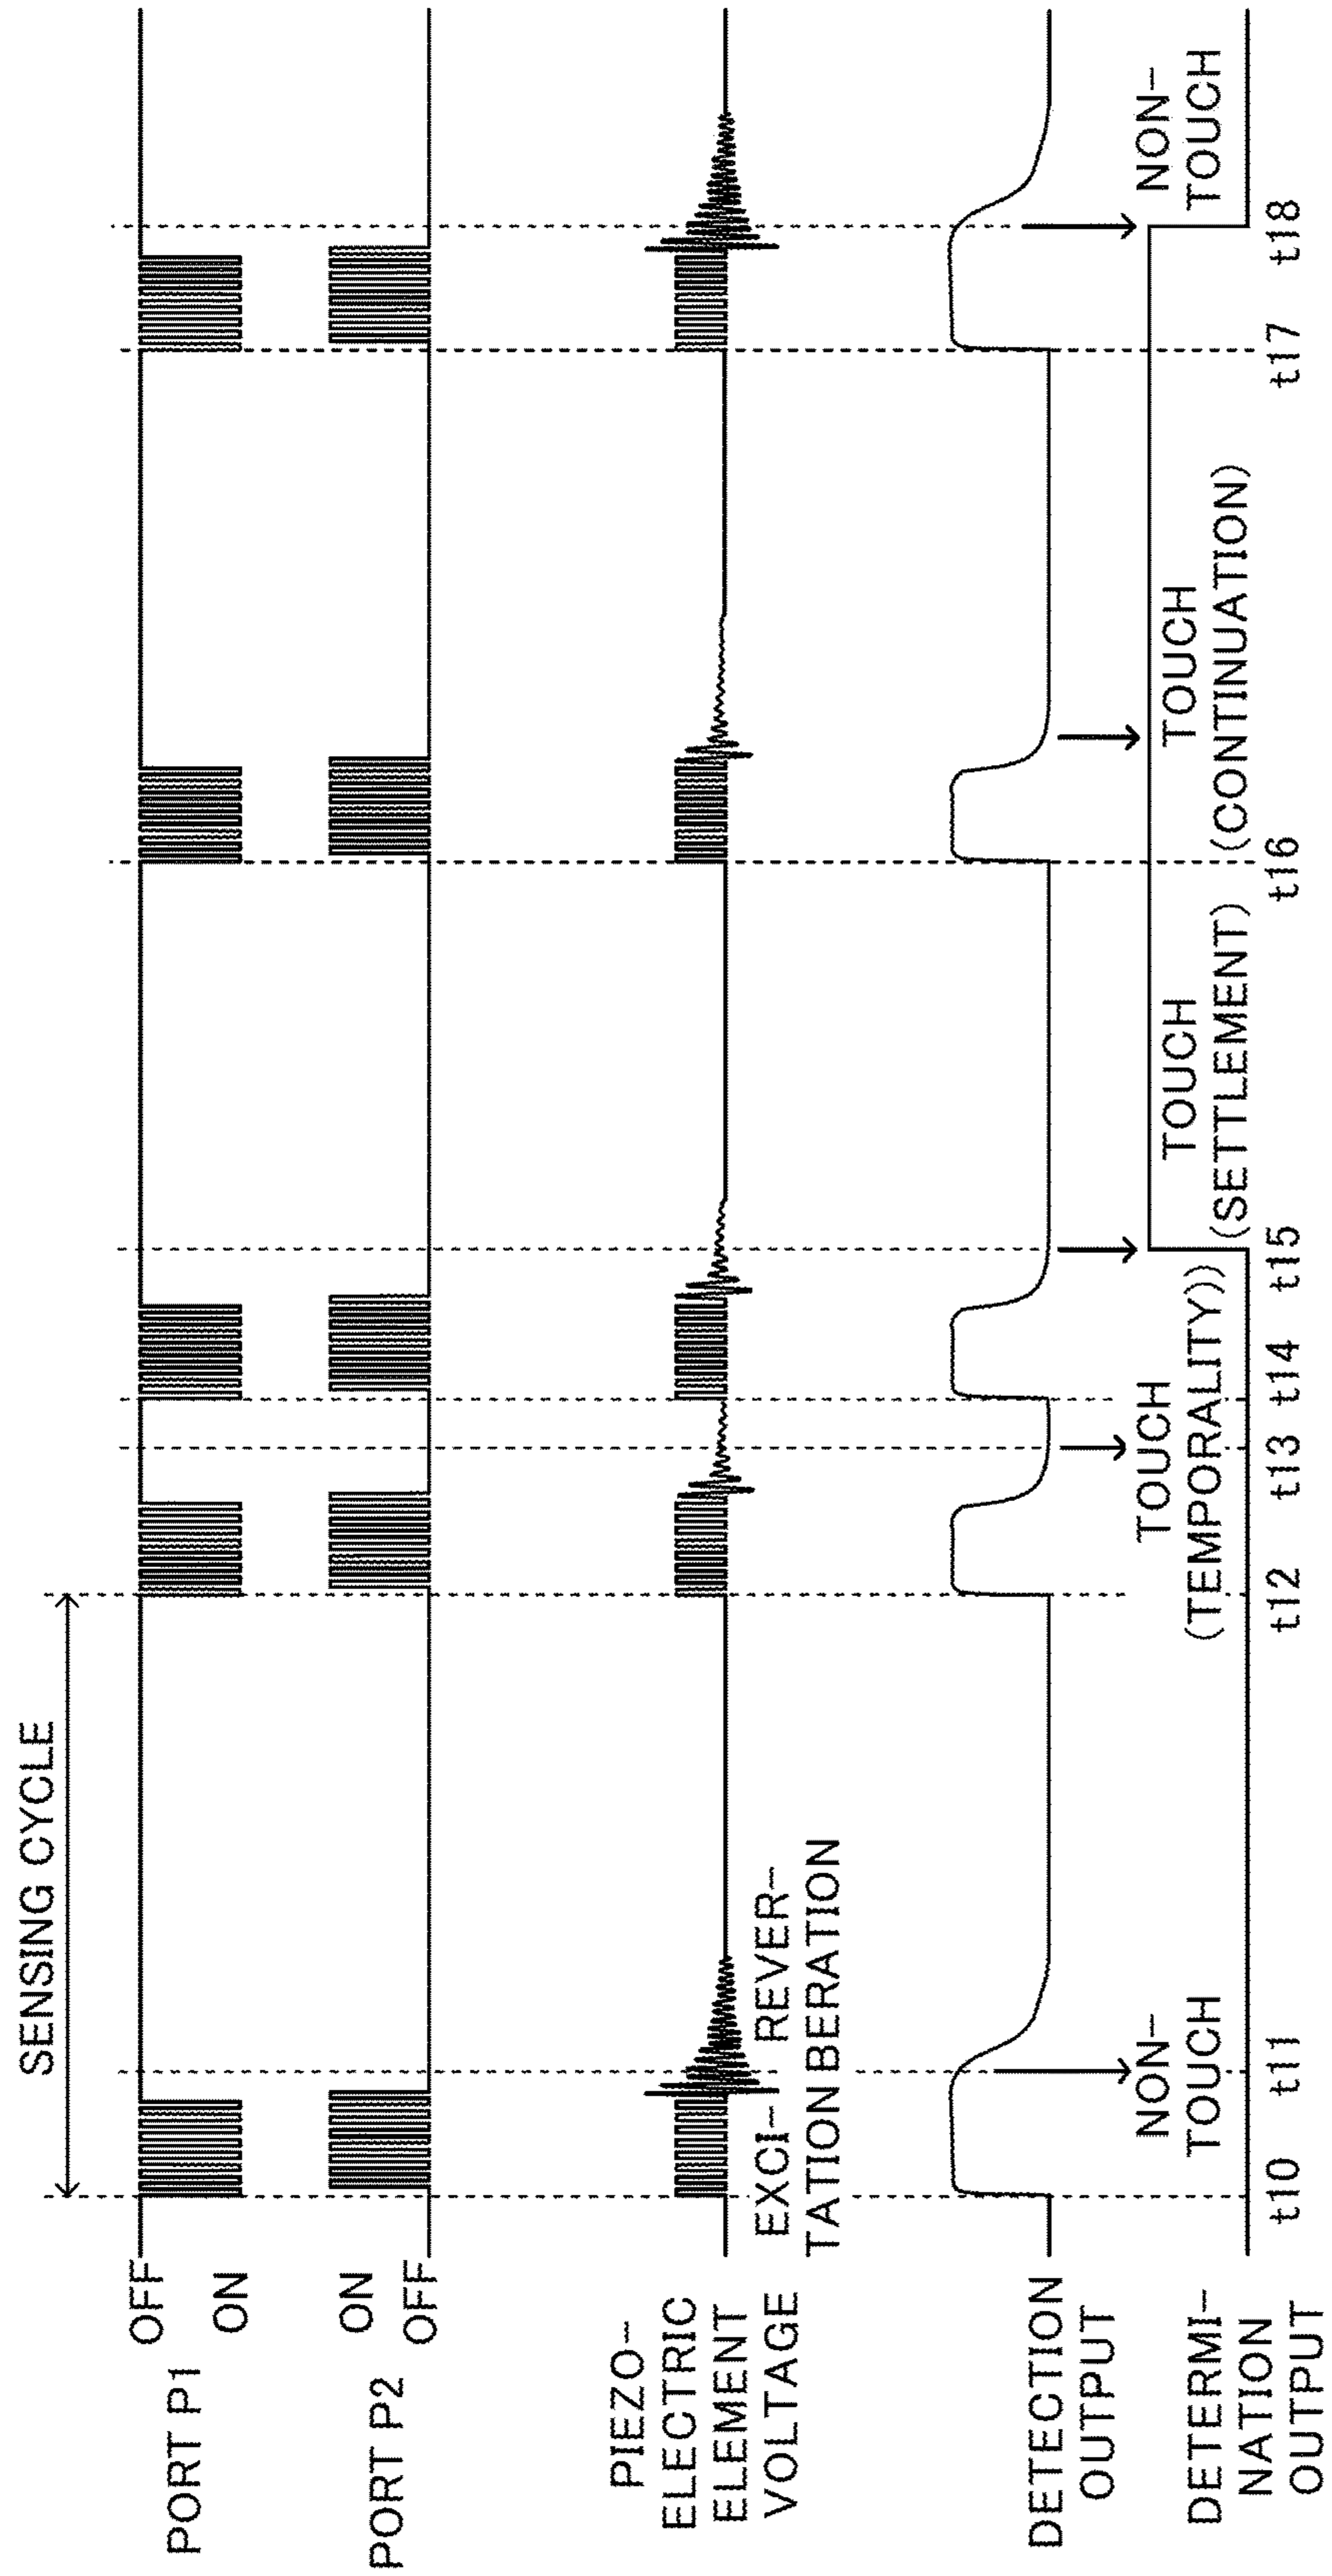 SENSING CYCLE
PORT P1
OFF
ON
PORT P2
ON
OFF
PIEZO-
ELECTRIC
ELEMENT
VOLTAGE
EXCI- REVER-
TATION BERATION
DETECTION
OUTPUT
DETERMI-
NATION
OUTPUT
NON-
TOUCH
TOUCH
(TEMPORALITY))
TOUCH
(SETTLEMENT)
TOUCH
(CONTINUATION)
NON-
TOUCH
t10
t11
t12
t13
t14
t15
t16
t17
t18